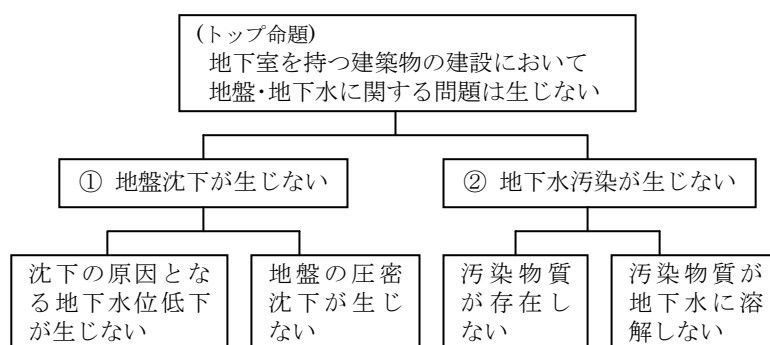 (トップ命題)
地下室を持つ建築物の建設において
地盤・地下水に関する問題は生じない
① 地盤沈下が生じない
② 地下水汚染が生じない
沈下の原因とな
る地下水位低下
が生じない
地盤の圧密
沈下が生じ
ない
汚染物質
が存在し
ない
汚染物質が
地下水に溶
解しない